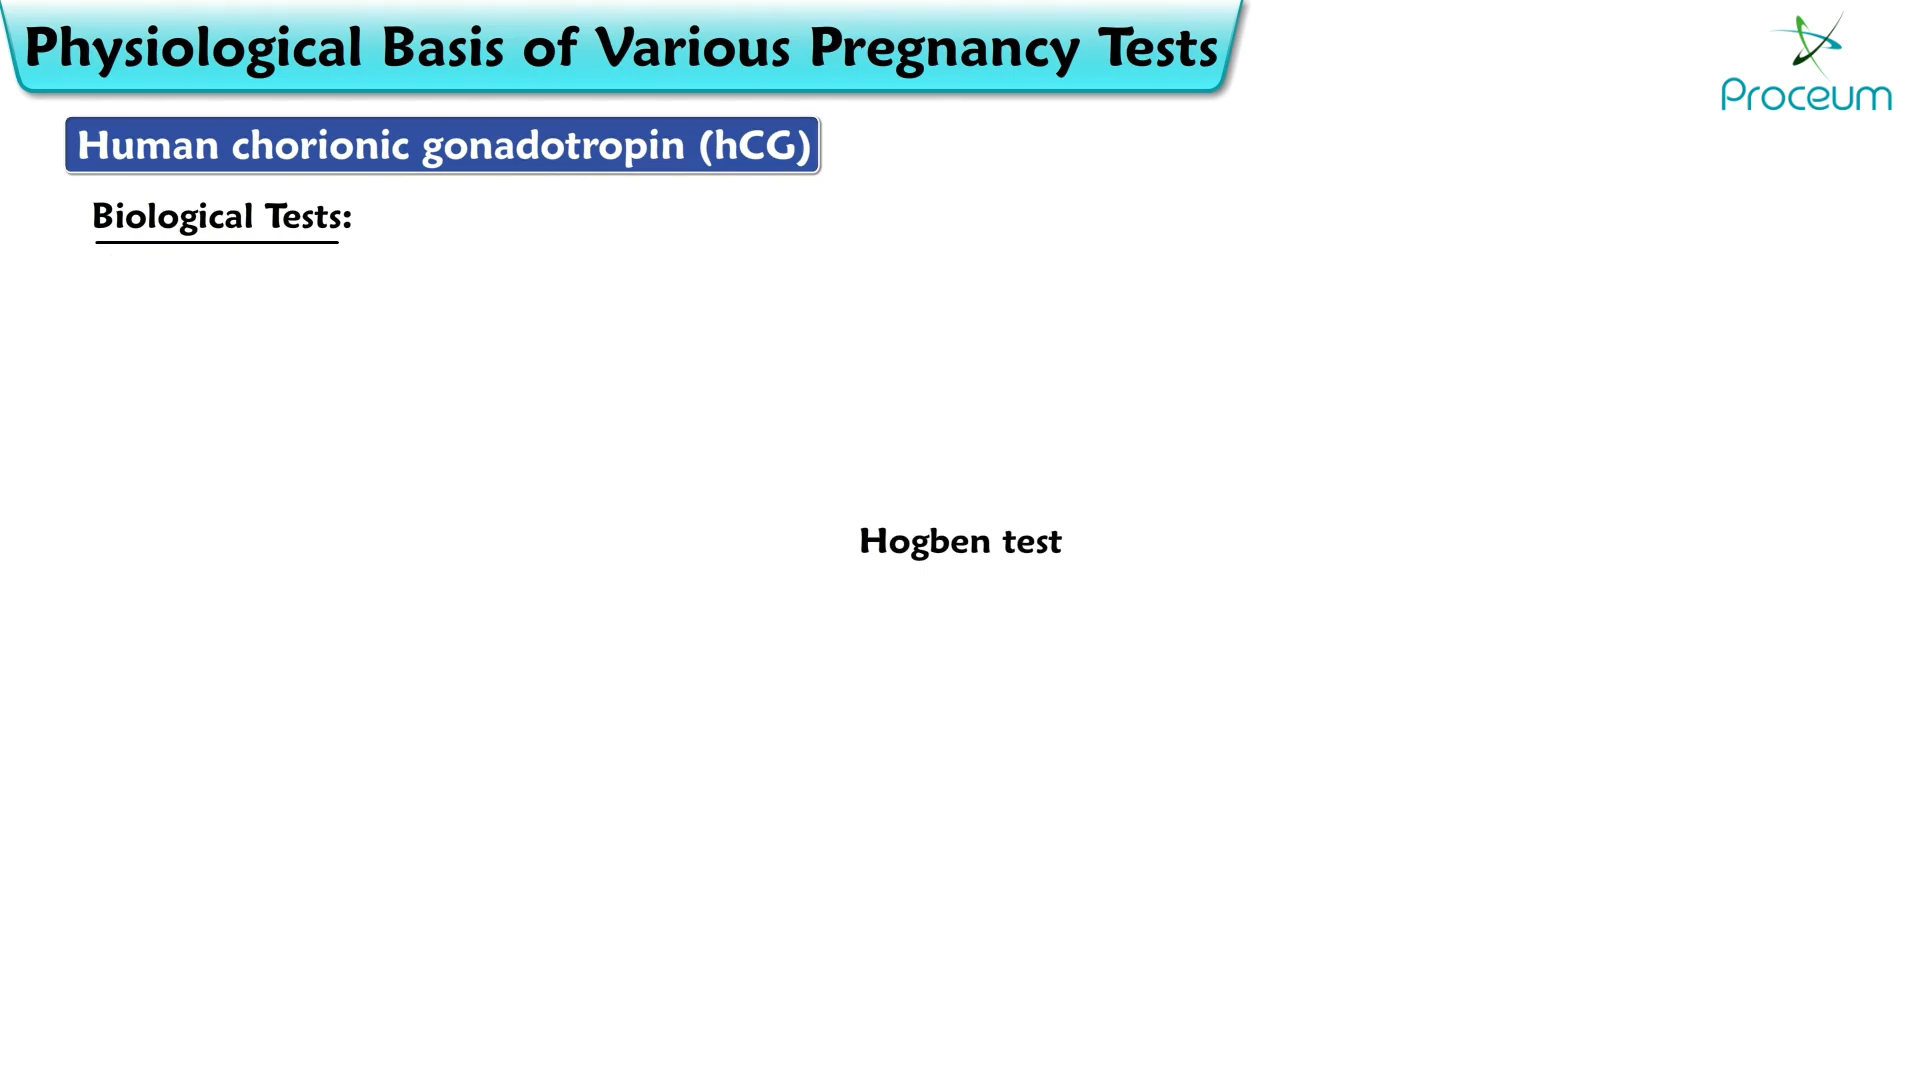 Physiological Basis of Various Pregnancy Tests
Proceum
Human chorionic gonadotropin (hCG)
Biological Tests:
Hogben test